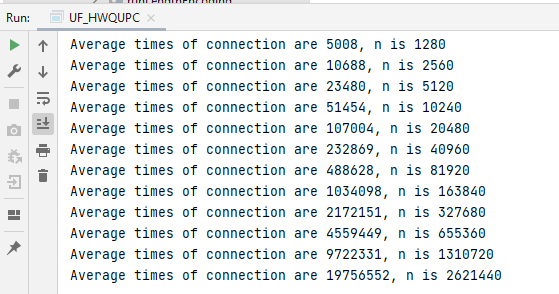 Run: UF_HWQUPC
Average times of connection are 5008, n is 1280
Average times of connection are 10688, n is 2560
Average times of connection are 23480, n is 5120
Average times of connection are 51454, n is 10240
Average times of connection are 107004, n is 20480
Average times of connection are 232869, n is 40960
Average times of connection are 488628, n is 81920
Average times of connection are 1034098, n is 163840
Average times of connection are 2172151, n is 327680
Average times of connection are 4559449, n is 655360
Average times of connection are 9722331, n is 1310720
Average times of connection are 19756552, n is 2621440